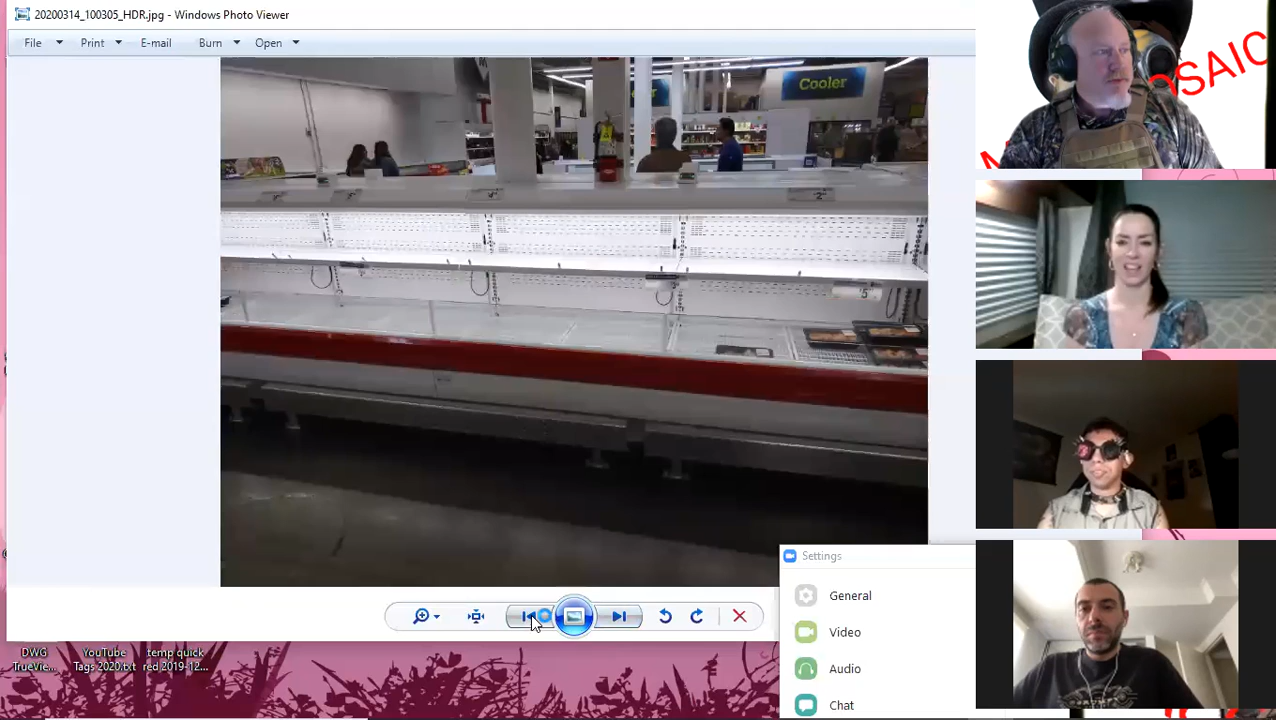 20200314_100305_HDR.jpg - Windows Photo Viewer
File Print E-mail Burn Open
Cooler
OSAIC
Settings
General
Video
Audio
Chat
DWG
TrueVie...
YouTube
Tags 2020.txt
temp quick
red 2019-12...